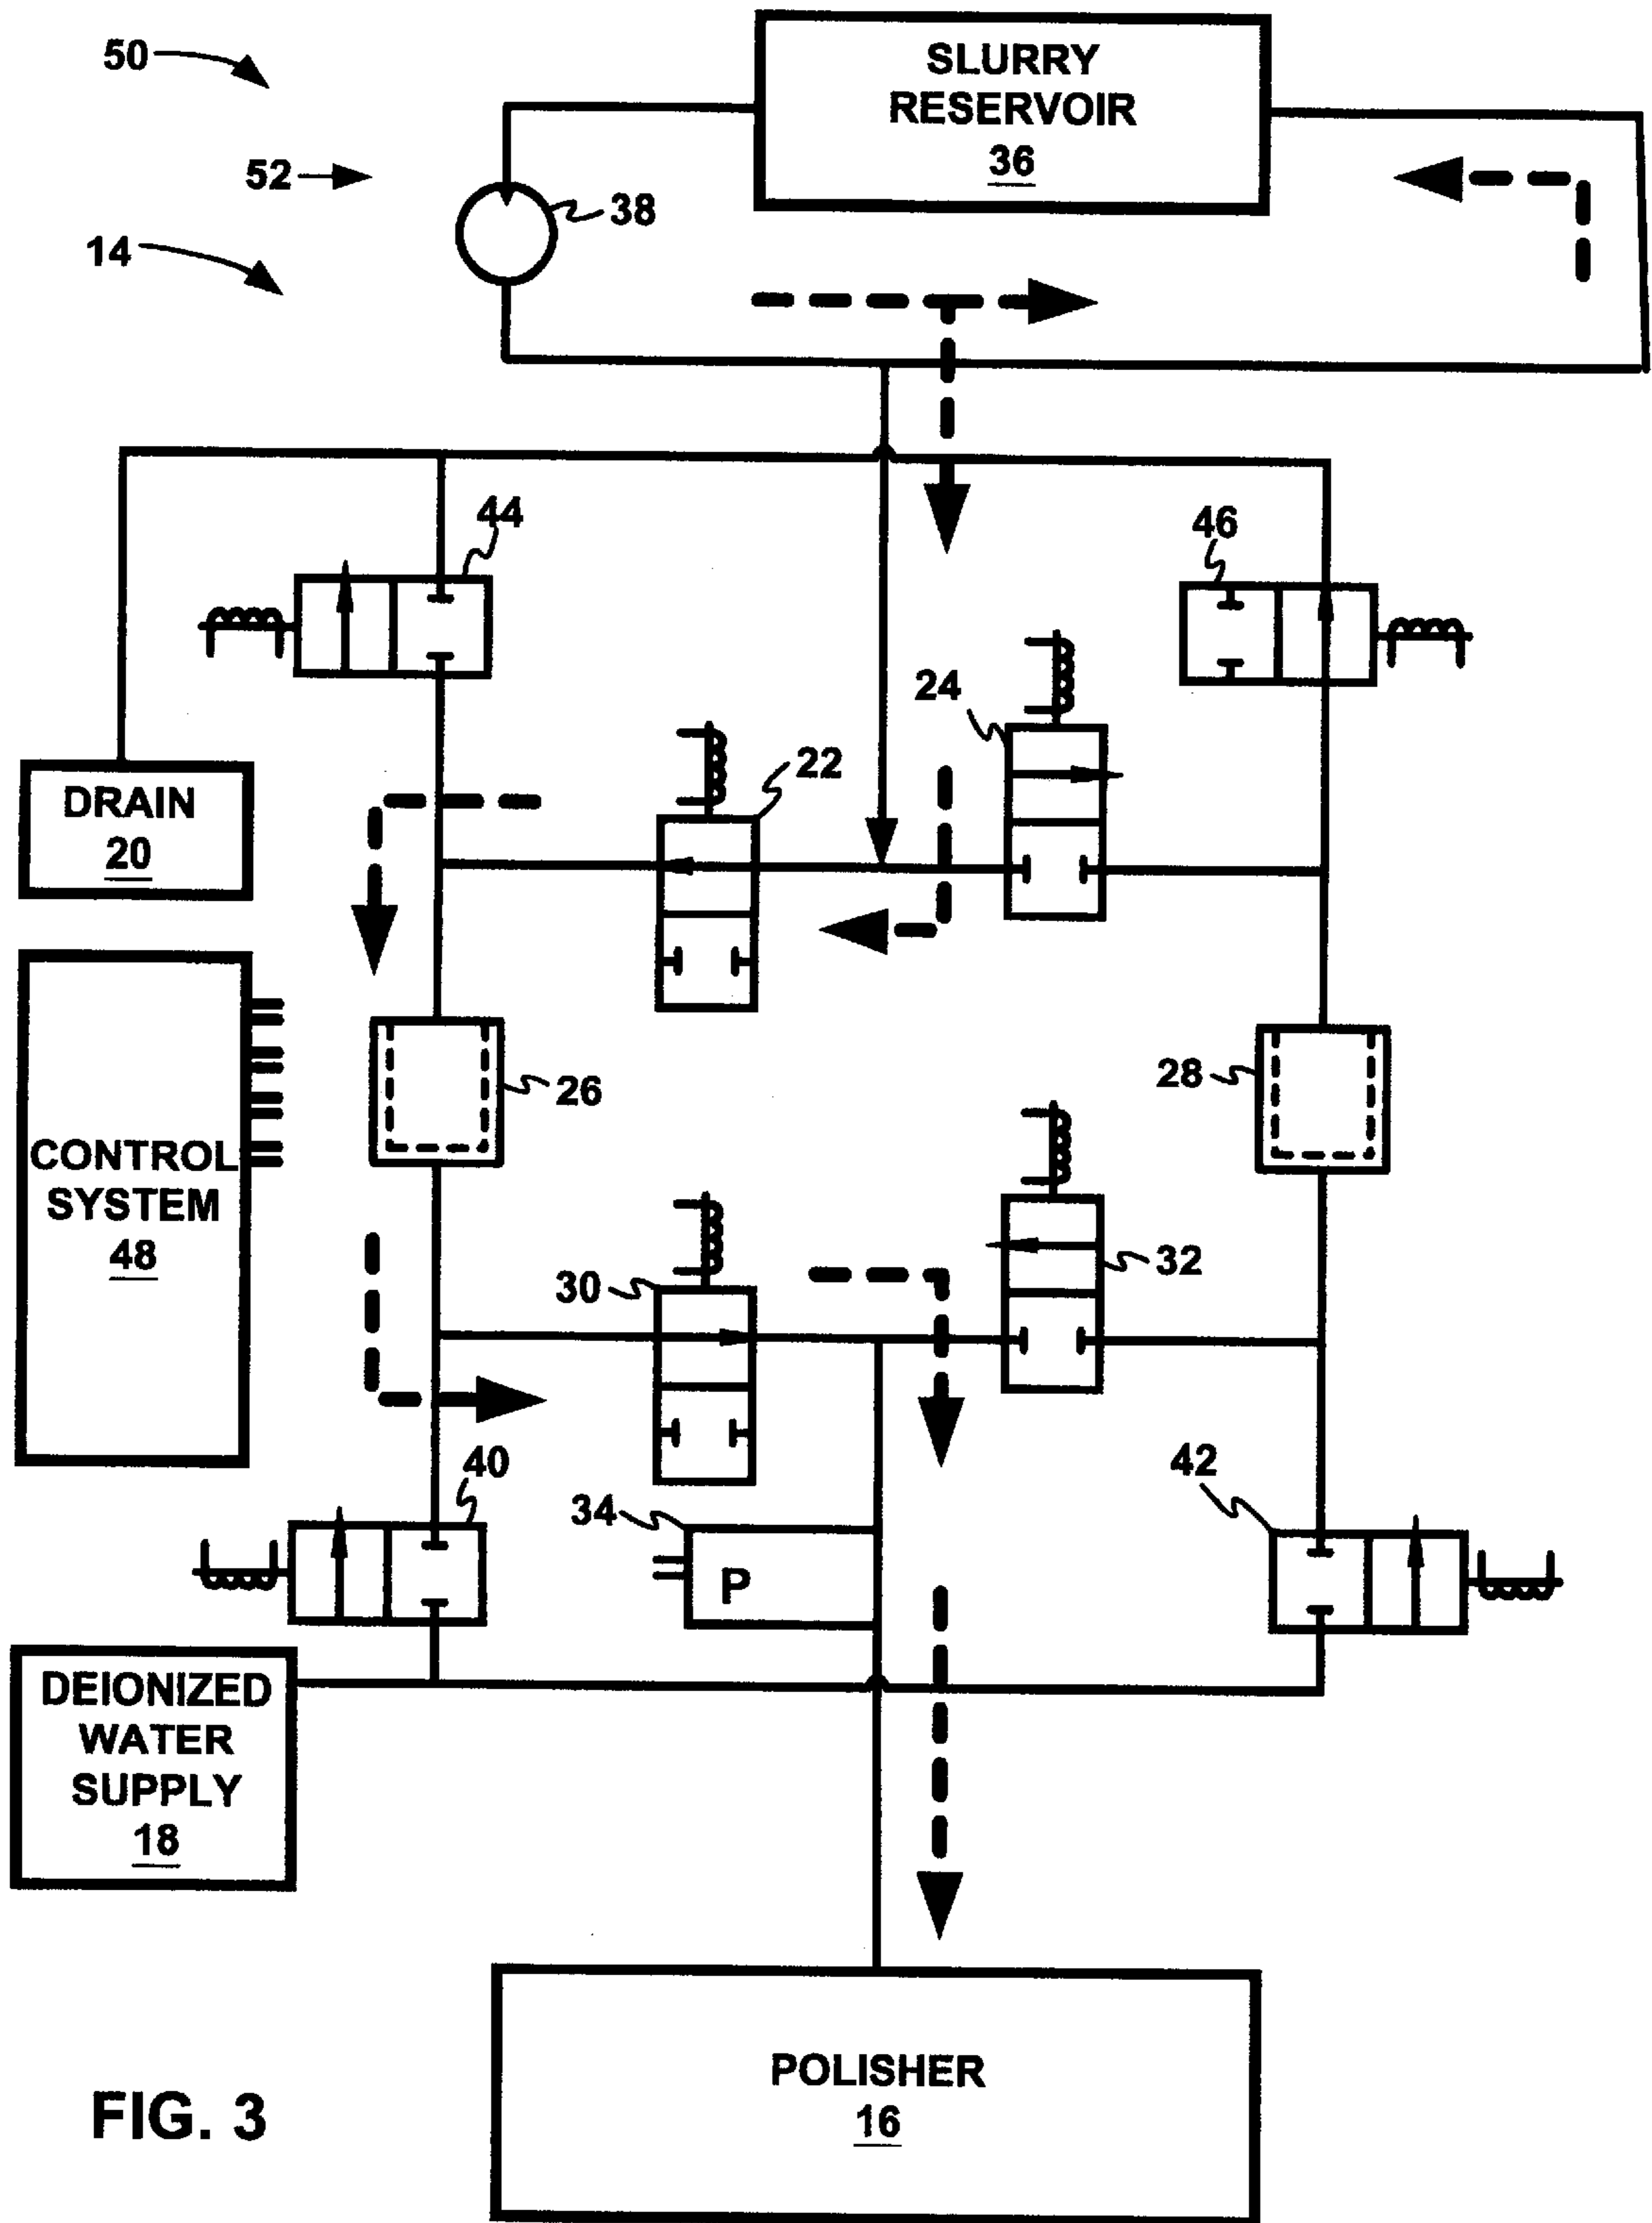 50
SLURRY
RESERVOIR
36
52
38
14
44
46
24
22
DRAIN
20
26
28
CONTROL
SYSTEM
48
30
32
40
42
34
P
DEIONIZED
WATER
SUPPLY
18
POLISHER
16
FIG. 3